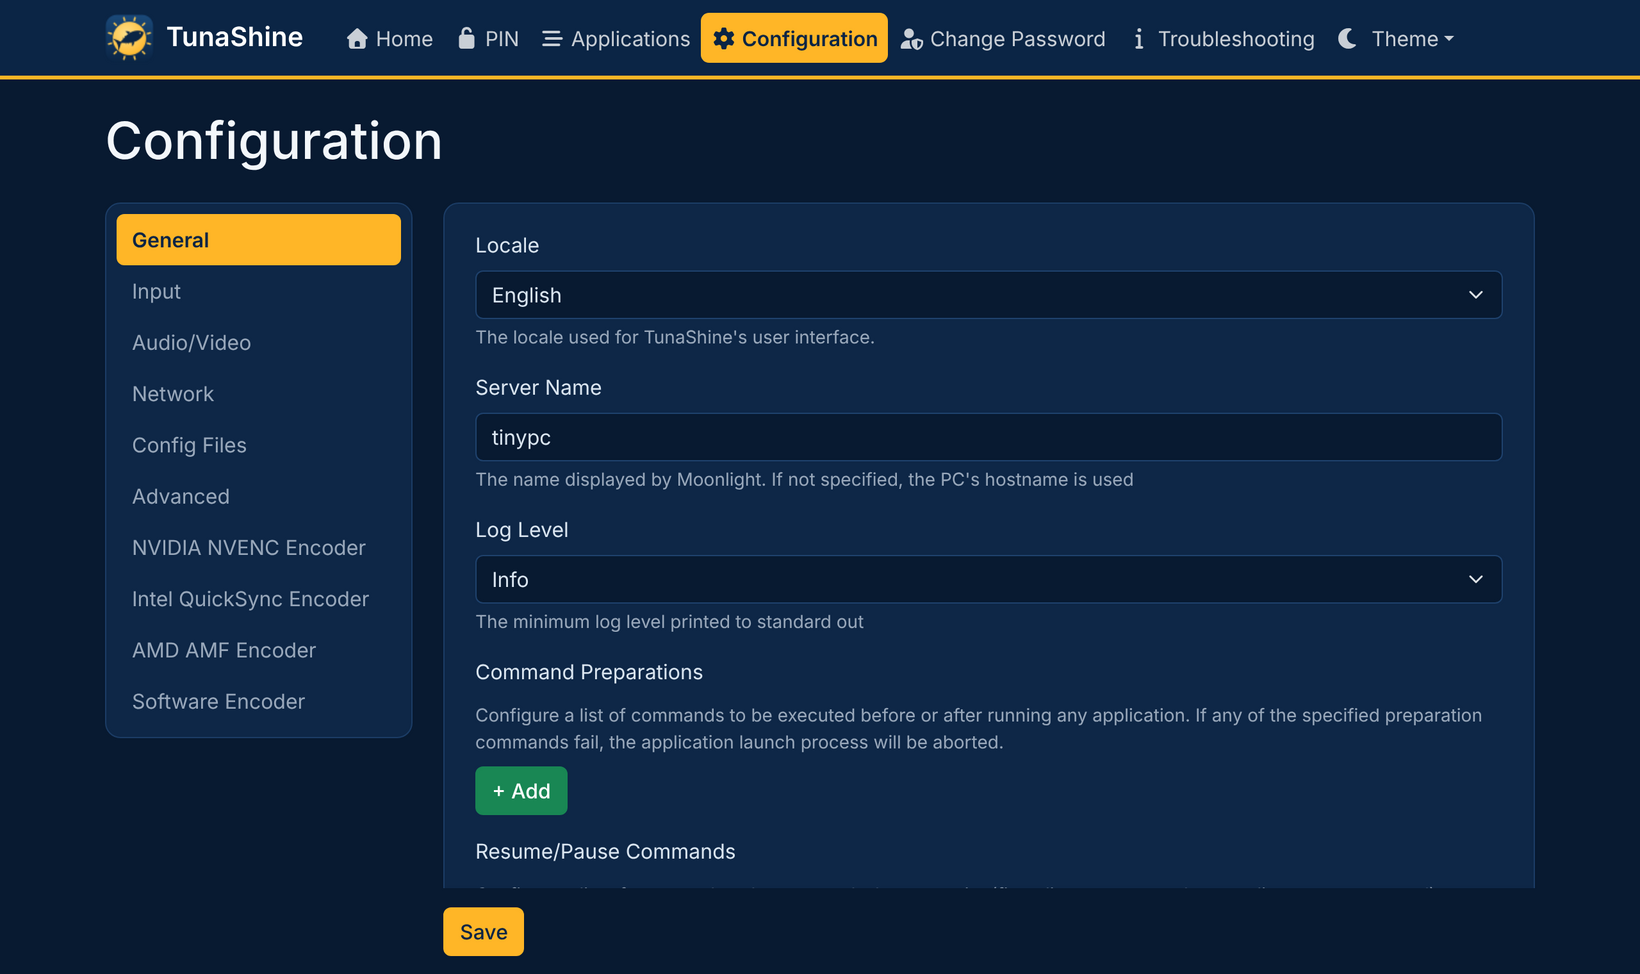 TunaShine
Home
PIN
Applications
Configuration
Change Password
Troubleshooting
Theme
Configuration
General
Input
Audio/Video
Network
Config Files
Advanced
NVIDIA NVENC Encoder
Intel QuickSync Encoder
AMD AMF Encoder
Software Encoder
Locale
English
The locale used for TunaShine's user interface.
Server Name
tinypc
The name displayed by Moonlight. If not specified, the PC's hostname is used
Log Level
Info
The minimum log level printed to standard out
Command Preparations
Configure a list of commands to be executed before or after running any application. If any of the specified preparation
commands fail, the application launch process will be aborted.
+ Add
Resume/Pause Commands
Save